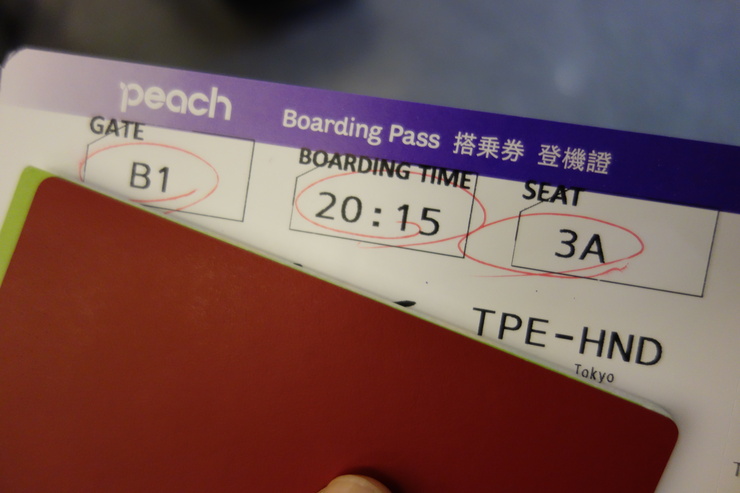 peach
Boarding Pass 搭乗券 登機證
GATE BOARDING TIME SEAT
B1 20:15 3A
TPE-HND
Tokyo